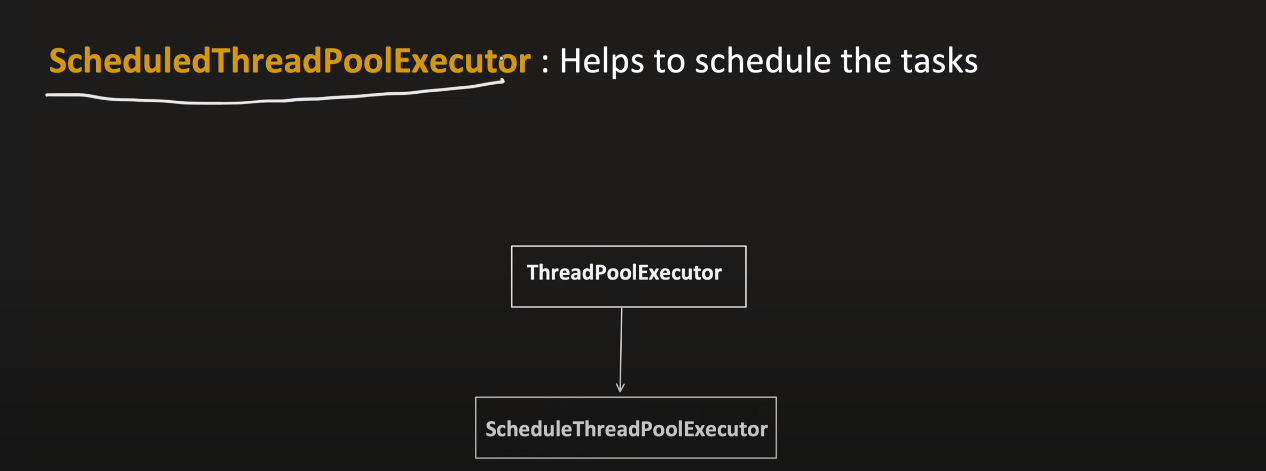 ScheduledThreadPoolExecutor : Helps to schedule the tasks
ThreadPoolExecutor
ScheduleThreadPoolExecutor